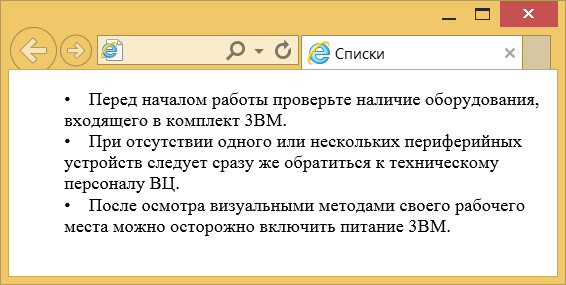 Списки
• Перед началом работы проверьте наличие оборудования,
входящего в комплект ЗВМ.
• При отсутствии одного или нескольких периферийных
устройств следует сразу же обратиться к техническому
персоналу ВЦ.
• После осмотра визуальными методами своего рабочего
места можно осторожно включить питание ЗВМ.